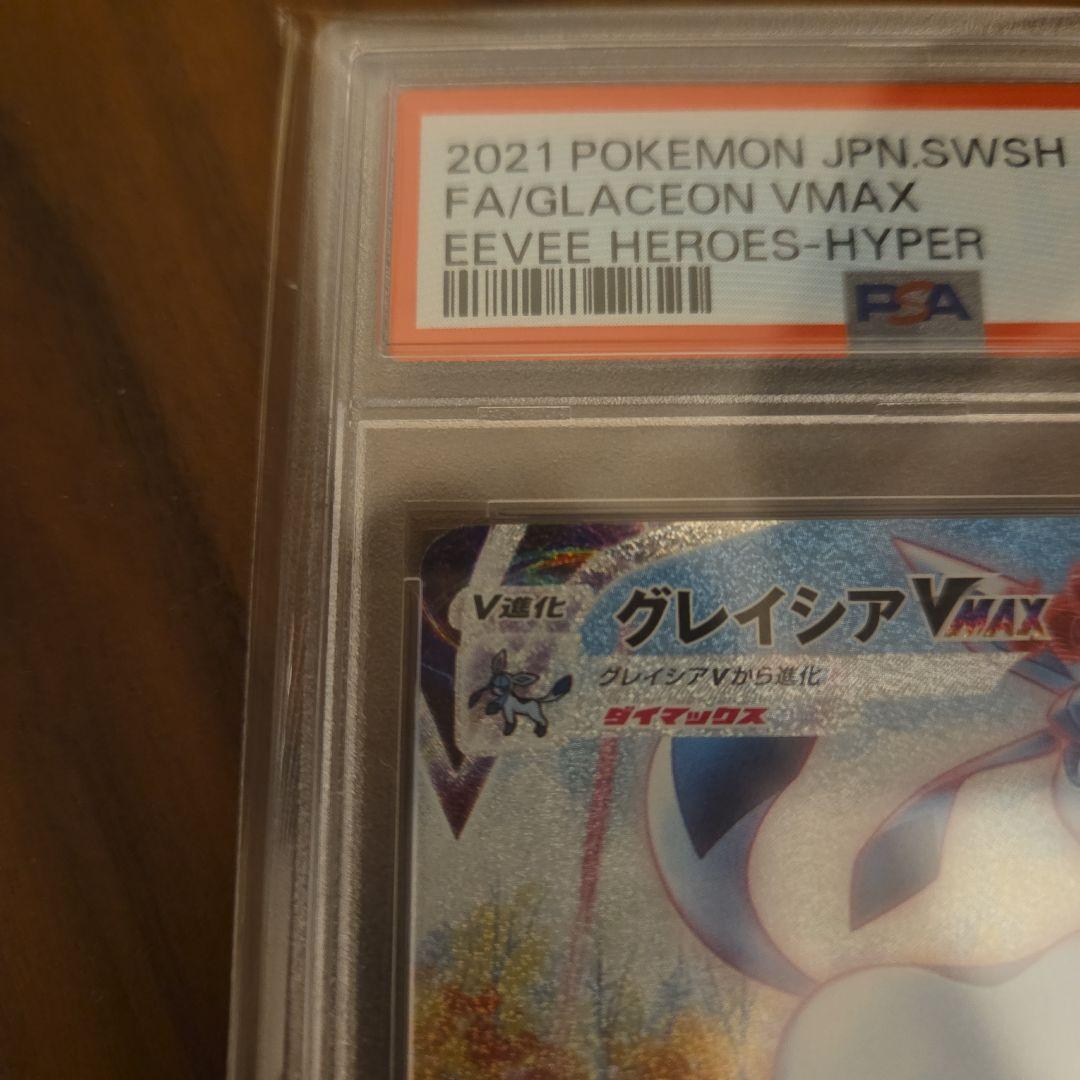 2021 POKEMON JPN.SWSH
FA/GLACEON VMAX
EEVEE HEROES-HYPER
PSA
V進化
グレイシアVMAX
グレイシアVから進化
ダイマックス